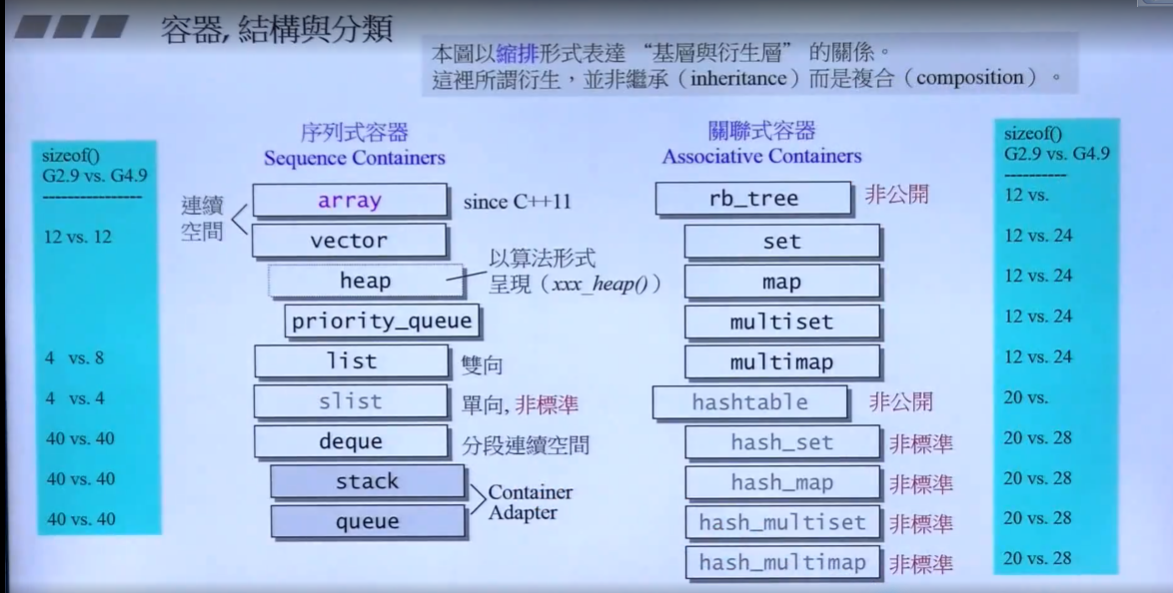 容器, 結構與分類
本圖以縮排形式表達 “基層與衍生層” 的關係。
這裡所謂衍生，並非繼承（inheritance）而是複合（composition）。
sizeof()
G2.9 vs. G4.9
---------------
12 vs. 12
4 vs. 8
4 vs. 4
40 vs. 40
40 vs. 40
40 vs. 40
序列式容器
Sequence Containers
連續
空間
array
since C++11
vector
heap
以算法形式
呈現（xxx_heap()）
priority_queue
list
雙向
slist
單向, 非標準
deque
分段連續空間
stack
queue
Container
Adapter
關聯式容器
Associative Containers
rb_tree
非公開
set
map
multiset
multimap
hashtable
非公開
hash_set
非標準
hash_map
非標準
hash_multiset
非標準
hash_multimap
非標準
sizeof()
G2.9 vs. G4.9
----------
12 vs.
12 vs. 24
12 vs. 24
12 vs. 24
12 vs. 24
20 vs.
20 vs. 28
20 vs. 28
20 vs. 28
20 vs. 28